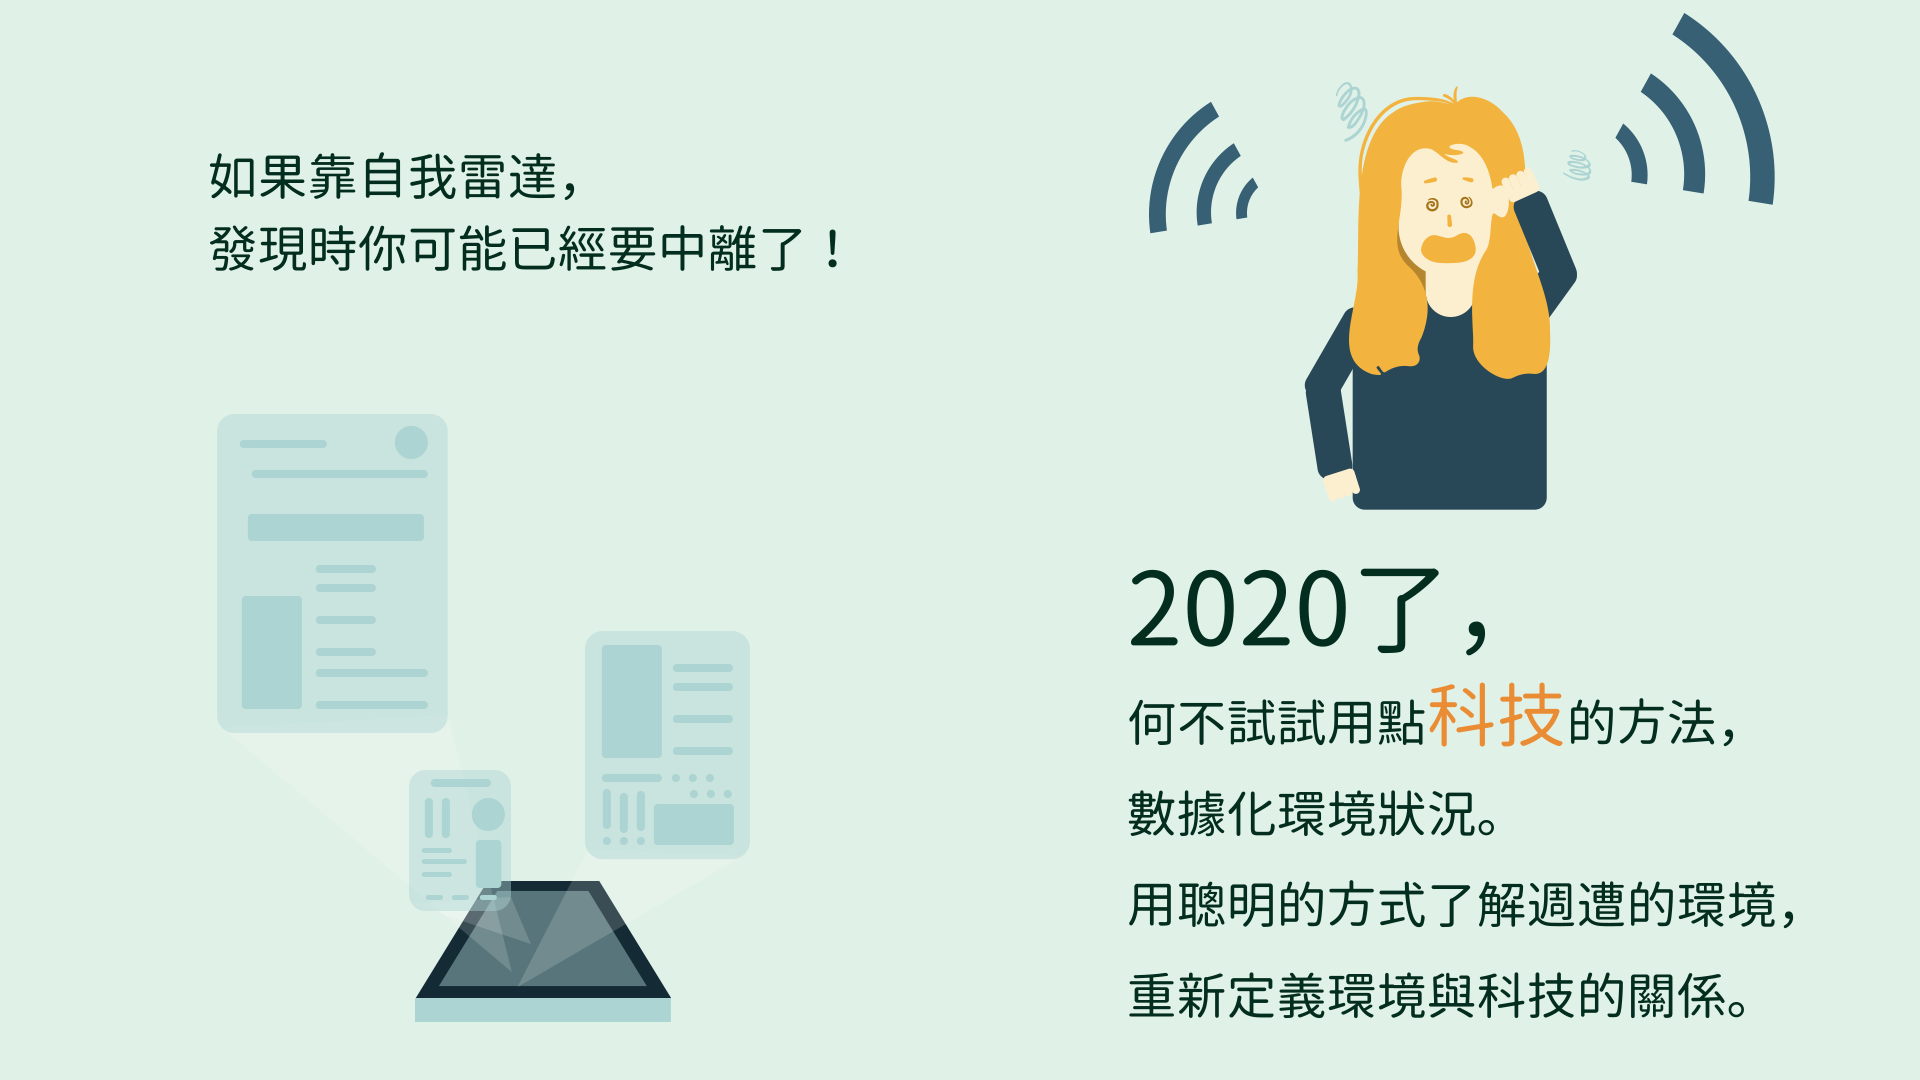 如果靠自我雷達，
發現時你可能已經要中離了！
2020了，
何不試試用點科技的方法，
數據化環境狀況。
用聰明的方式了解週遭的環境，
重新定義環境與科技的關係。